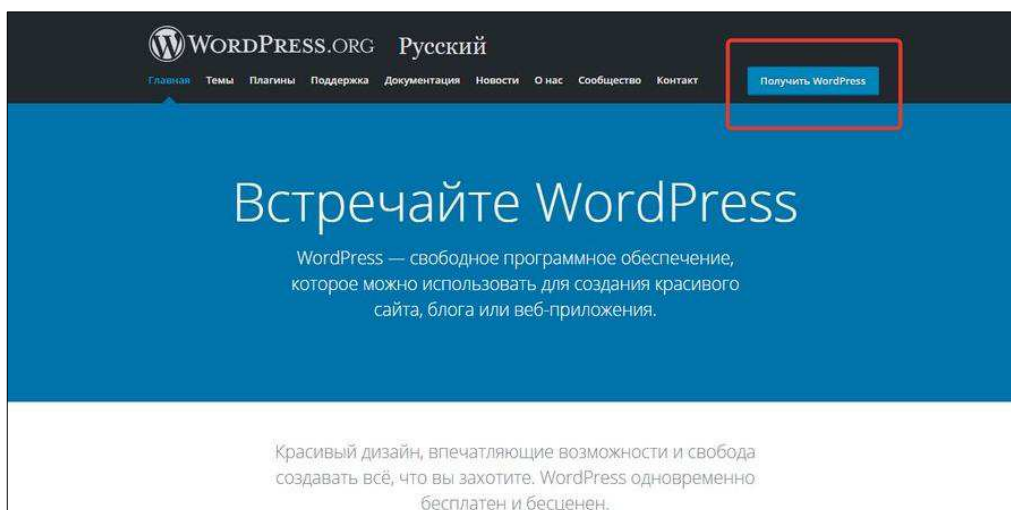 WORDPRESS.ORG Русский
Главная Темы Плагины Поддержка Документация Новости О нас Сообщество Контакт Получить WordPress
Встречайте WordPress
WordPress — свободное программное обеспечение,
которое можно использовать для создания красивого
сайта, блога или веб-приложения.
Красивый дизайн, впечатляющие возможности и свобода
создавать всё, что вы захотите. WordPress одновременно
бесплатен и бесценен.